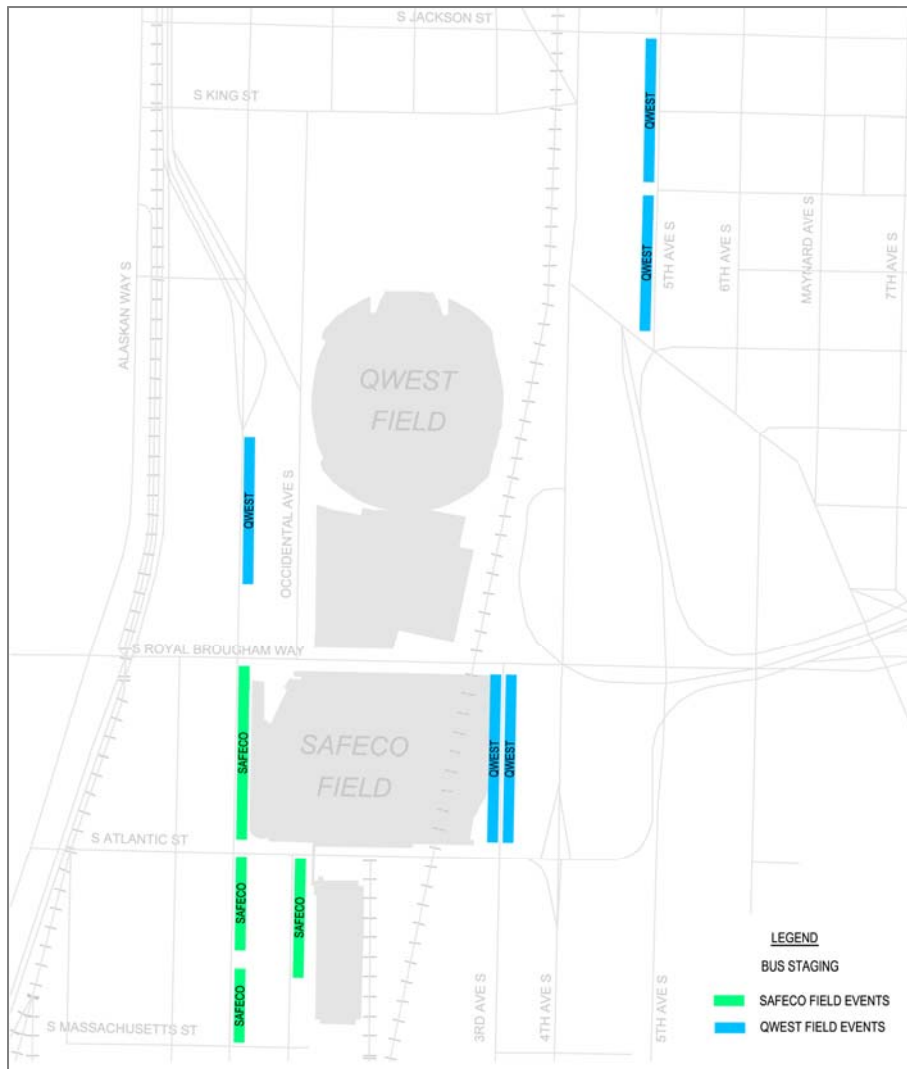 S JACKSON ST
S KING ST
QWEST
QWEST
ALASKAN WAY S
5TH AVE S
6TH AVE S
MAYNARD AVE S
7TH AVE S
QWEST
FIELD
QWEST
OCCIDENTAL AVE S
S ROYAL BROUGHAM WAY
SAFECO
SAFECO
FIELD
QWEST
QWEST
S ATLANTIC ST
SAFECO
SAFECO
SAFECO
S MASSACHUSETTS ST
3RD AVE S
4TH AVE S
5TH AVE S
LEGEND
BUS STAGING
SAFECO FIELD EVENTS
QWEST FIELD EVENTS